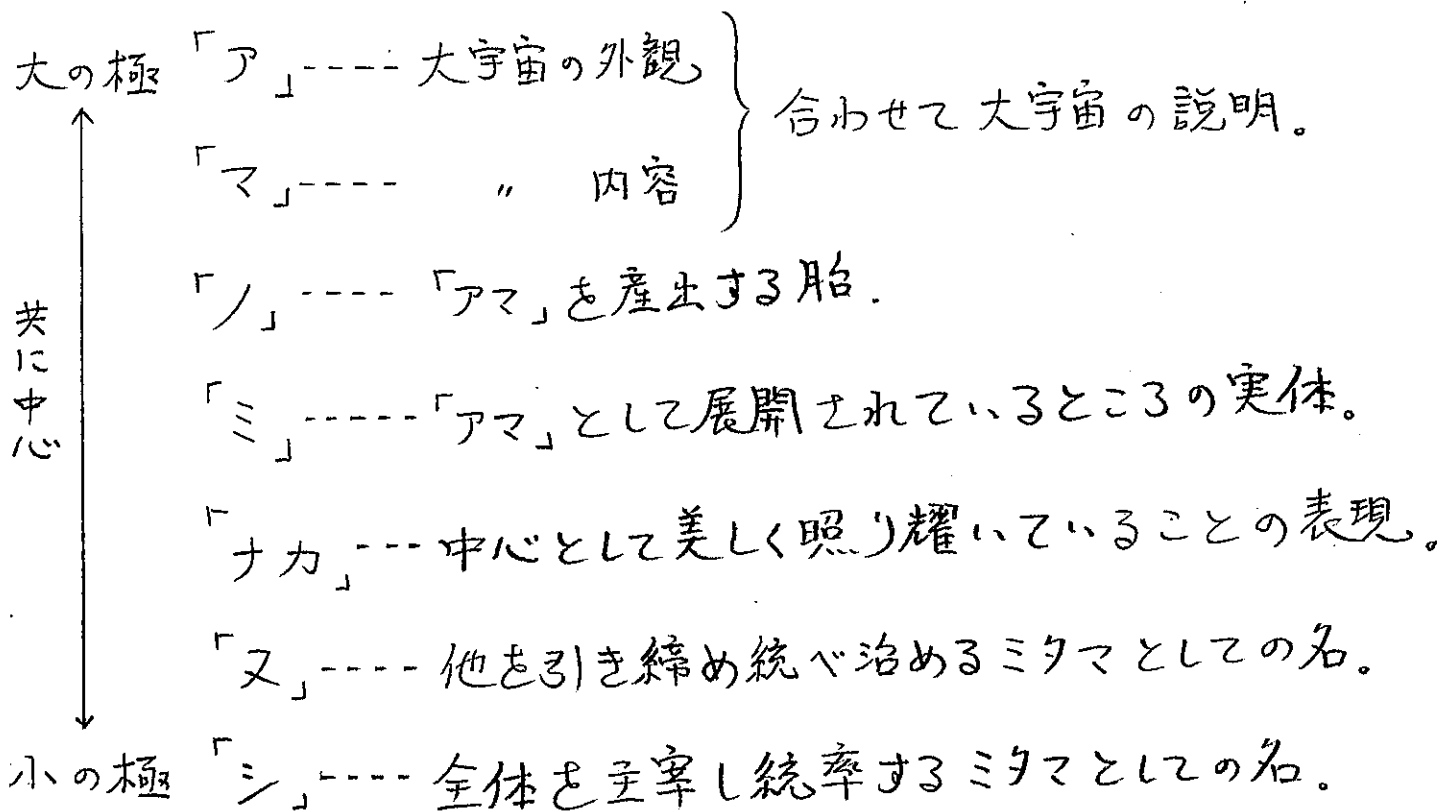 大の極 「ア」---- 大宇宙の外観
「マ」---- 〃 内容
合わせて大宇宙の説明。
「ノ」---- 「アマ」を産出する胎.
共に中心
「ミ」-----「アマ」として展開されているところの実体。
「ナカ」--- 中心として美しく照り耀いていることの表現。
「ヌ」---- 他を引き締め統べ治めるミタマとしての名。
小の極 「シ」---- 全体を主宰し統率するミタマとしての名。